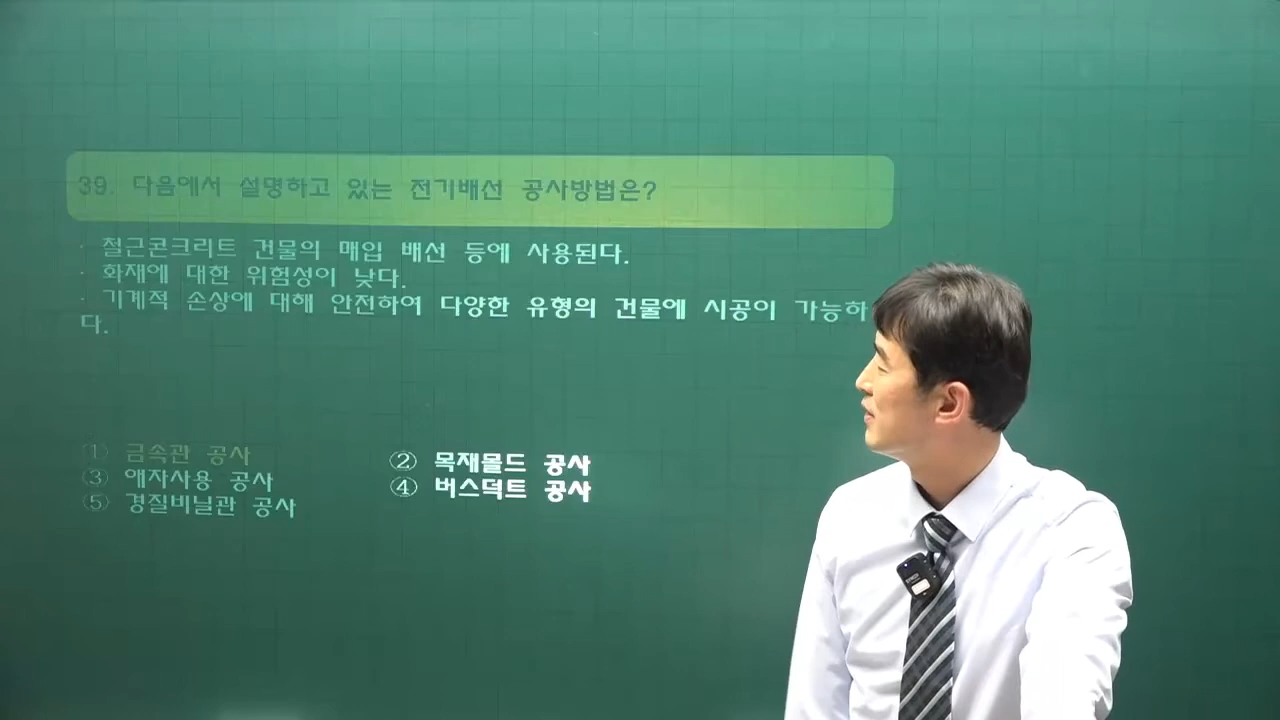 39. 다음에서 설명하고 있는 전기배선 공사방법은?
· 철근콘크리트 건물의 매입 배선 등에 사용된다.
· 화재에 대한 위험성이 낮다.
· 기계적 손상에 대해 안전하여 다양한 유형의 건물에 시공이 가능하
다.
① 금속관 공사 ② 목재몰드 공사
③ 애자사용 공사 ④ 버스덕트 공사
⑤ 경질비닐관 공사